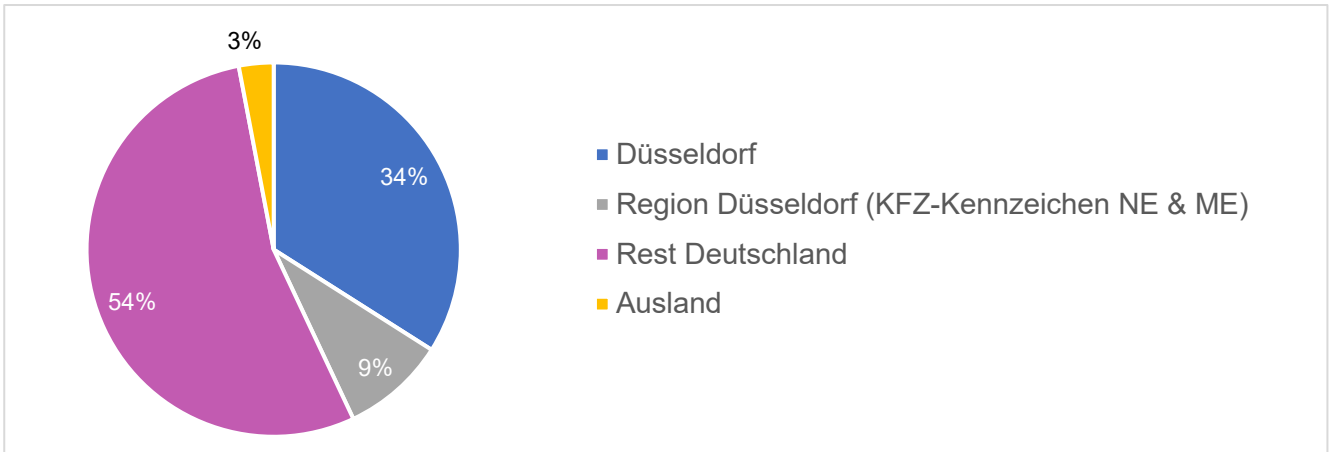 3%
34%
54%
9%
Düsseldorf
Region Düsseldorf (KFZ-Kennzeichen NE & ME)
Rest Deutschland
Ausland